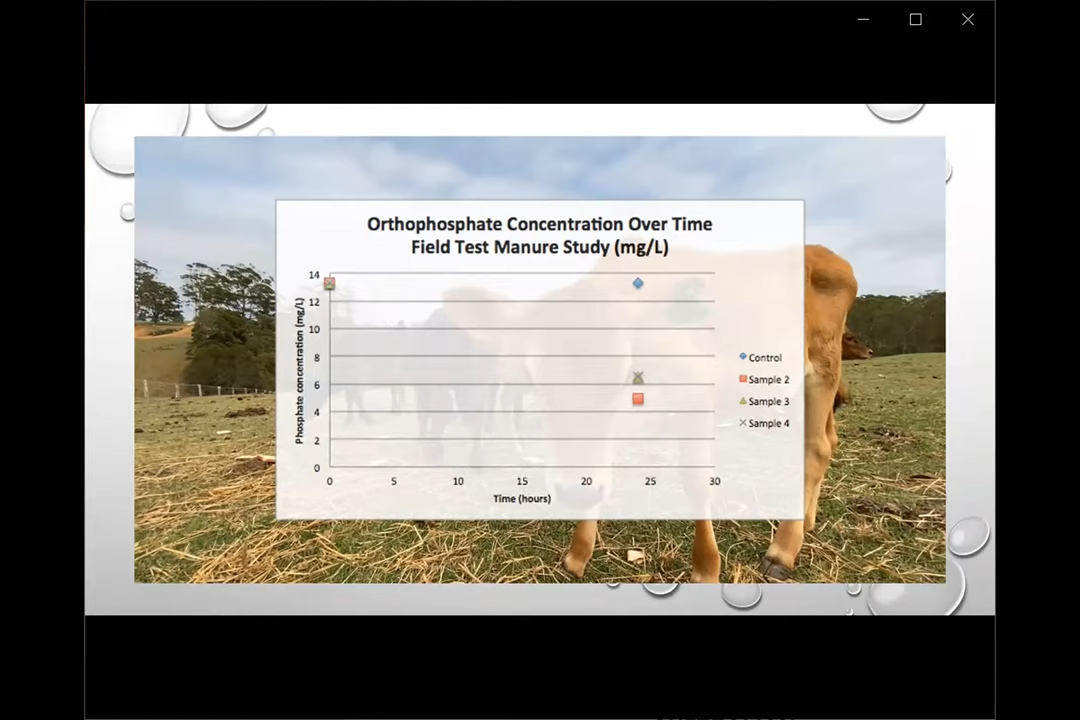 Orthophosphate Concentration Over Time
Field Test Manure Study (mg/L)
Phosphate concentration (mg/L)
14
12
10
8
6
4
2
0
0 5 10 15 20 25 30
Time (hours)
Control
Sample 2
Sample 3
Sample 4